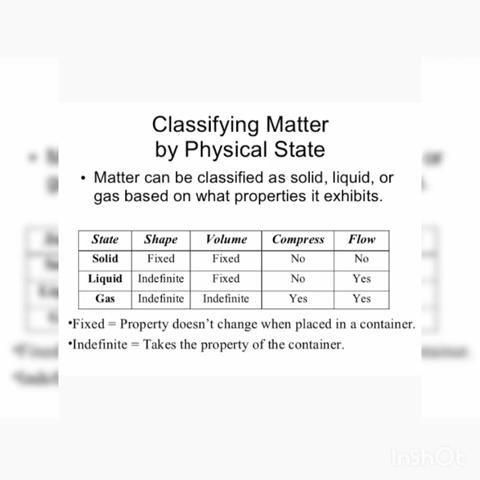 Classifying Matter
by Physical State
• Matter can be classified as solid, liquid, or
gas based on what properties it exhibits.
State Shape Volume Compress Flow
Solid Fixed Fixed No No
Liquid Indefinite Fixed No Yes
Gas Indefinite Indefinite Yes Yes
•Fixed = Property doesn't change when placed in a container.
•Indefinite = Takes the property of the container.
InShOt